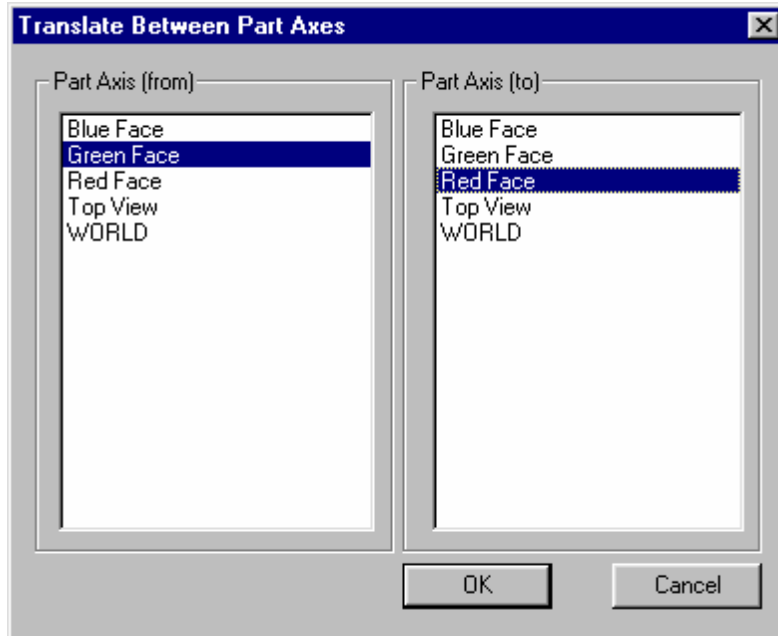 Translate Between Part Axes
Part Axis (from)
Blue Face
Green Face
Red Face
Top View
WORLD
Part Axis (to)
Blue Face
Green Face
Red Face
Top View
WORLD
OK
Cancel